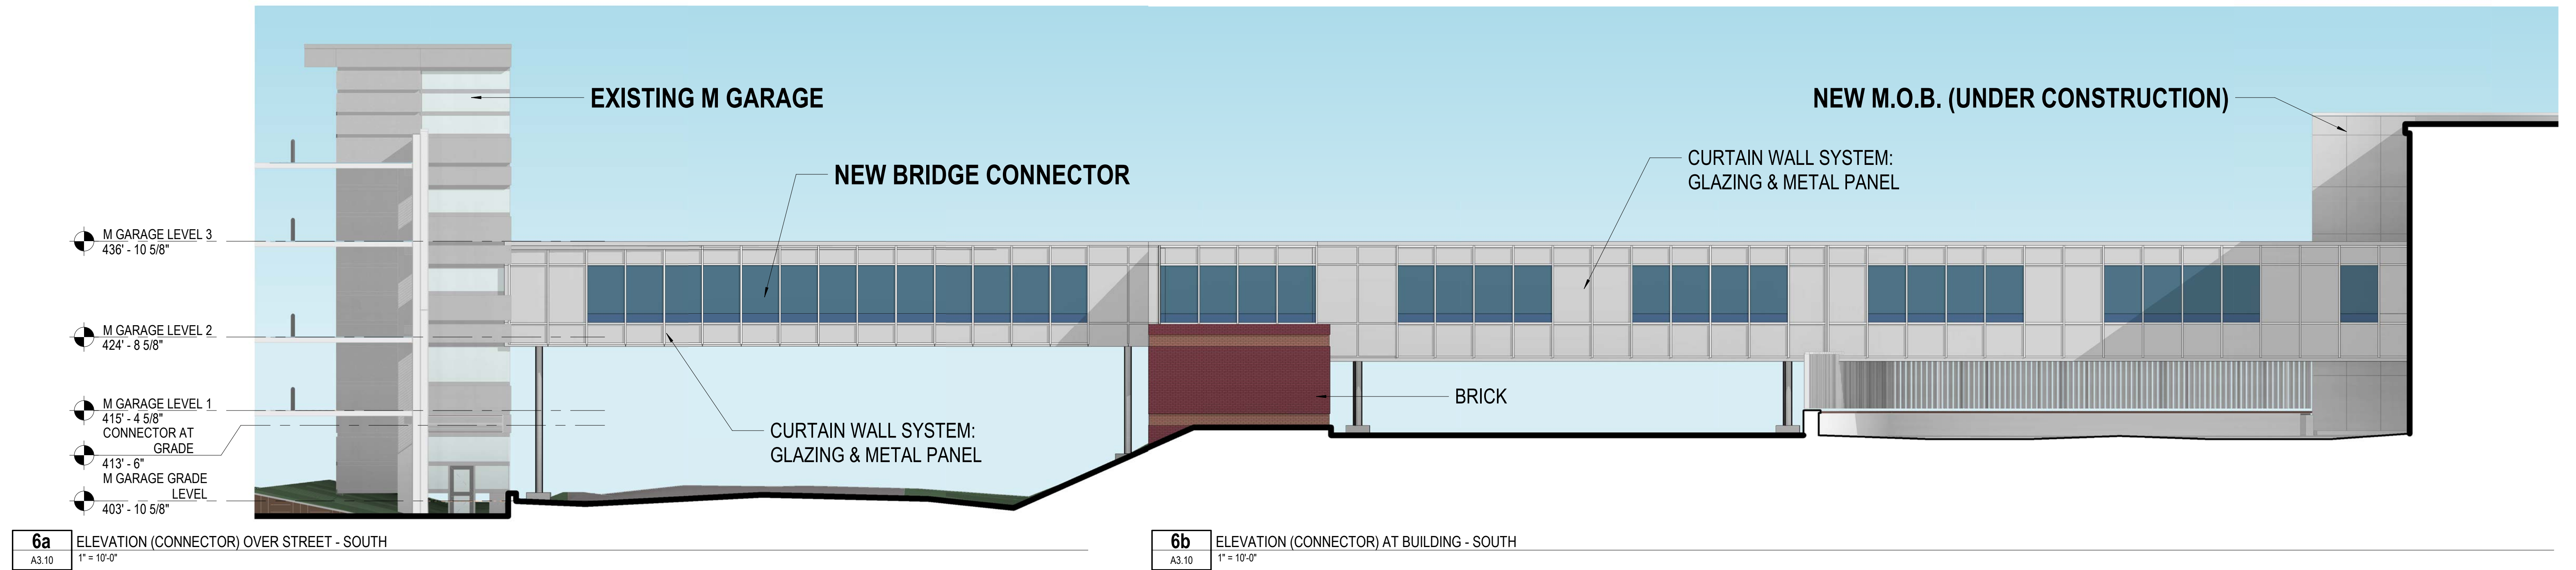 EXISTING M GARAGE
NEW M.O.B. (UNDER CONSTRUCTION)
NEW BRIDGE CONNECTOR
CURTAIN WALL SYSTEM:
GLAZING & METAL PANEL
M GARAGE LEVEL 3
436' - 10 5/8"
M GARAGE LEVEL 2
424' - 8 5/8"
M GARAGE LEVEL 1
415' - 4 5/8"
CONNECTOR AT
GRADE
413' - 6"
M GARAGE GRADE
LEVEL
403' - 10 5/8"
BRICK
CURTAIN WALL SYSTEM:
GLAZING & METAL PANEL
6a
A3.10
ELEVATION (CONNECTOR) OVER STREET - SOUTH
1" = 10'-0"
6b
A3.10
ELEVATION (CONNECTOR) AT BUILDING - SOUTH
1" = 10'-0"